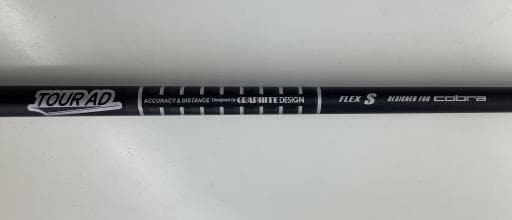 TOUR AD ACCURACY & DISTANCE Designed by GRAPHITE DESIGN FLEX S DESIGNED FOR cobra